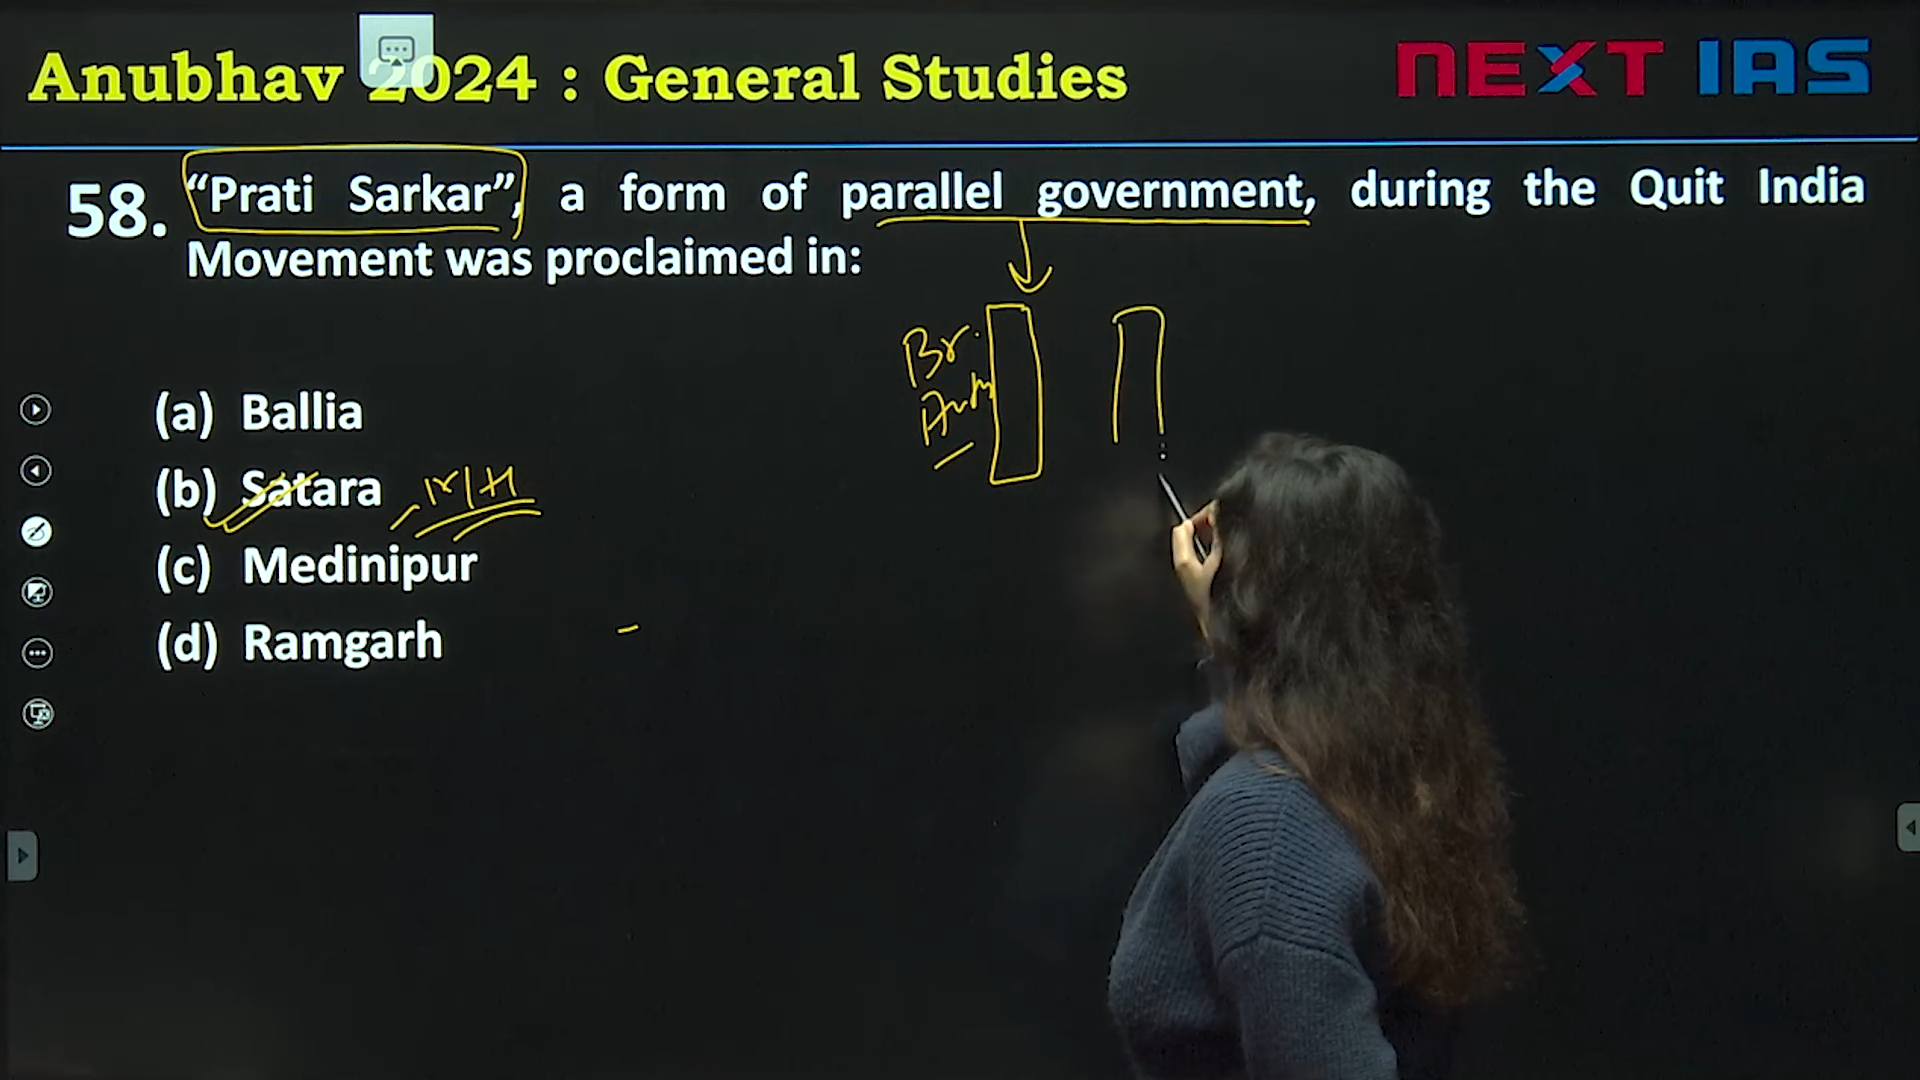 Anubhav 2024 : General Studies
NEXT IAS
58. “Prati Sarkar”, a form of parallel government, during the Quit India
Movement was proclaimed in:
Br.
(a) Ballia
(b) Satara
(c) Medinipur
(d) Ramgarh